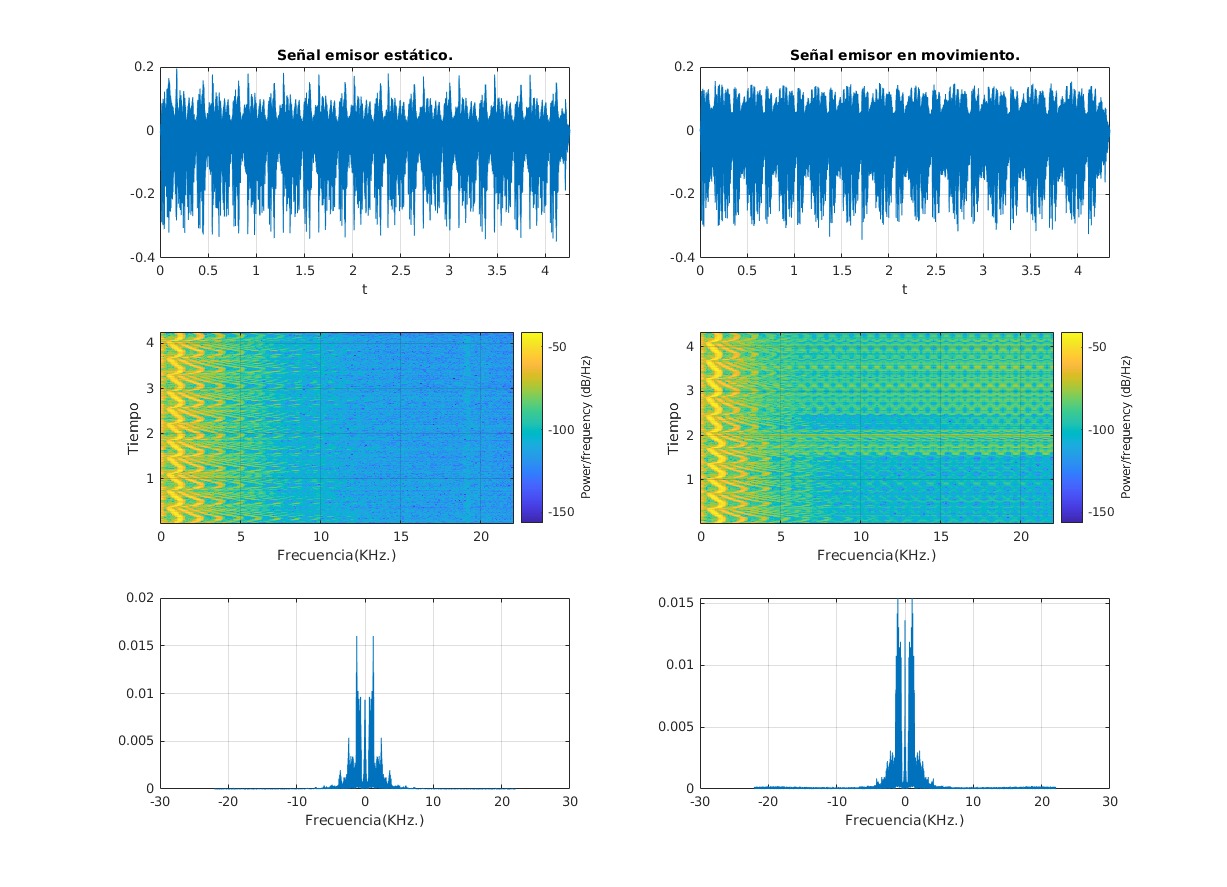 Señal emisor estático.
0.2
0
-0.2
-0.4
0 0.5 1 1.5 2 2.5 3 3.5 4
t
Señal emisor en movimiento.
0.2
0
-0.2
-0.4
0 0.5 1 1.5 2 2.5 3 3.5 4
t
4
3
2
1
Tiempo
0 5 10 15 20
Frecuencia(KHz.)
-50
-100
-150
Power/frequency (dB/Hz)
4
3
2
1
Tiempo
0 5 10 15 20
Frecuencia(KHz.)
-50
-100
-150
Power/frequency (dB/Hz)
0.02
0.015
0.01
0.005
0
-30 -20 -10 0 10 20 30
Frecuencia(KHz.)
0.015
0.01
0.005
0
-30 -20 -10 0 10 20 30
Frecuencia(KHz.)